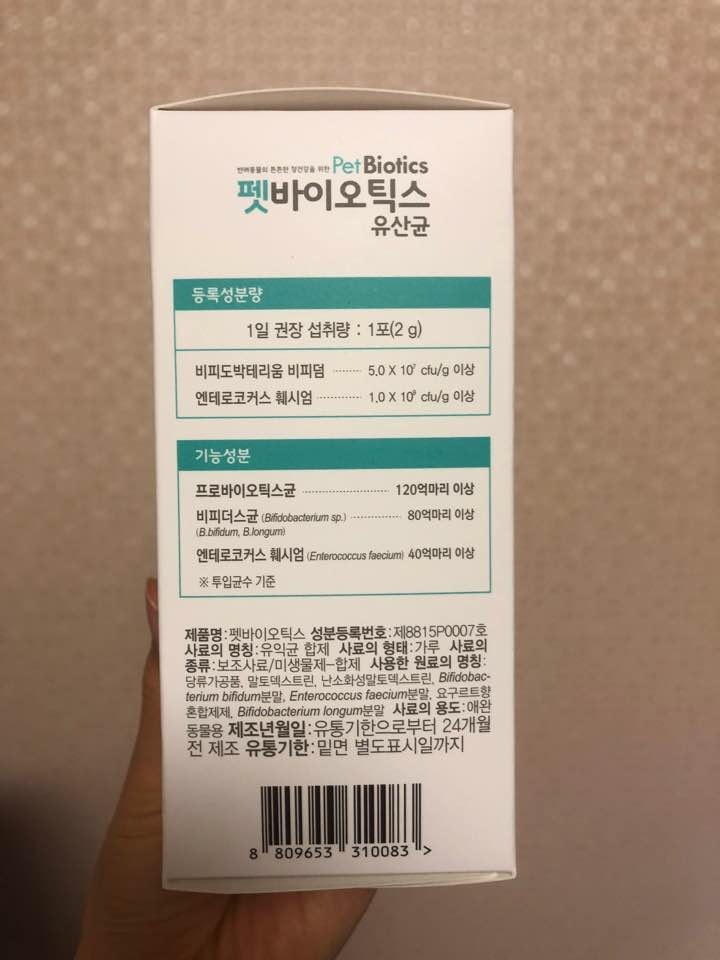 반려동물의 튼튼한 장건강을 위한 PetBiotics
펫바이오틱스
유산균
등록성분량
1일 권장 섭취량 : 1포(2 g)
비피도박테리움 비피덤 ········ 5.0 X 10⁷ cfu/g 이상
엔테로코커스 훼시엄 ············ 1.0 X 10⁸ cfu/g 이상
기능성분
프로바이오틱스균 ························ 120억마리 이상
비피더스균 (Bifidobacterium sp.) ·············· 80억마리 이상
(B.bifidum, B.longum)
엔테로코커스 훼시엄 (Enterococcus faecium) 40억마리 이상
※ 투입균수 기준
제품명:펫바이오틱스 성분등록번호:제8815P0007호
사료의 명칭:유익균 합제 사료의 형태:가루 사료의
종류:보조사료/미생물제-합제 사용한 원료의 명칭:
당류가공품, 말토덱스트린, 난소화성말토덱스트린, Bifidobac-
terium bifidum분말, Enterococcus faecium분말, 요구르트향
혼합제제, Bifidobacterium longum분말 사료의 용도:애완
동물용 제조년월일:유통기한으로부터 24개월
전 제조 유통기한:밑면 별도표시일까지
8 809653 310083 >